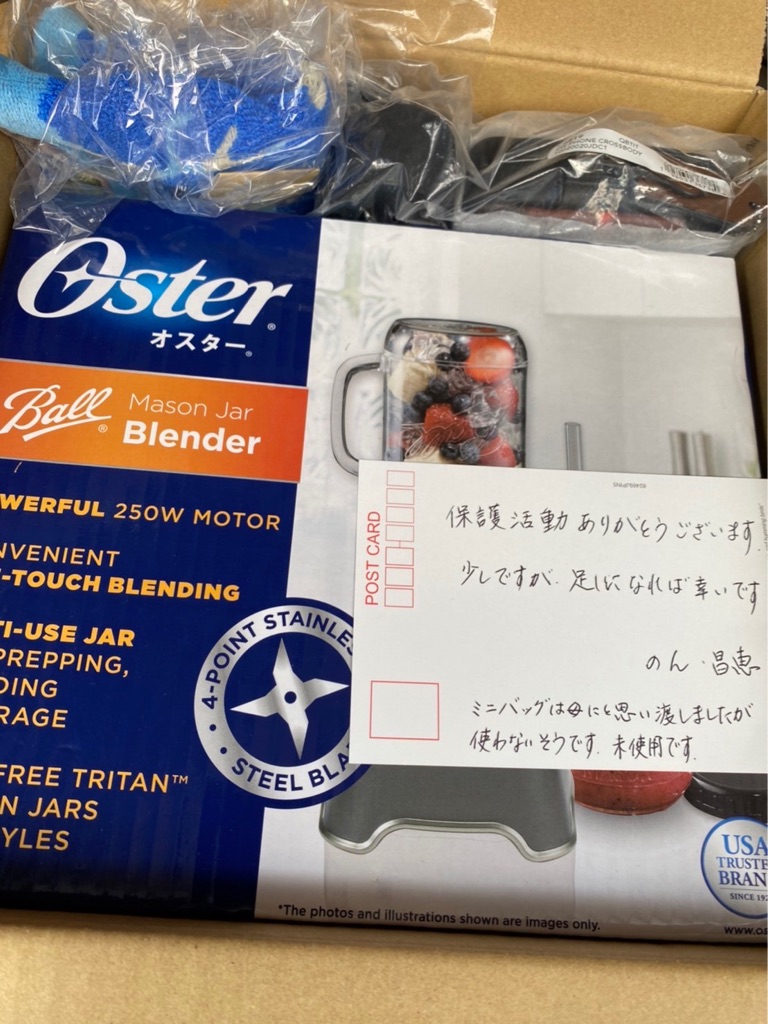 Oster®
オスター®
Ball® Mason Jar Blender
WERFUL 250W MOTOR
NVENIENT
-TOUCH BLENDING
TI-USE JAR
PREPPING,
DING
RAGE
FREE TRITAN™
N JARS
YLES
4-POINT STAINLES
STEEL BLA
*The photos and illustrations shown are images only.
USA
TRUSTE
BRAN
SINCE 192
www.os
CROSSBODY
POST CARD
保護活動ありがとうございます
少しですが、足しになれば幸いです
のん・昌恵
ミニバッグは母にと思い渡しましたが
使わないそうです。未使用です。